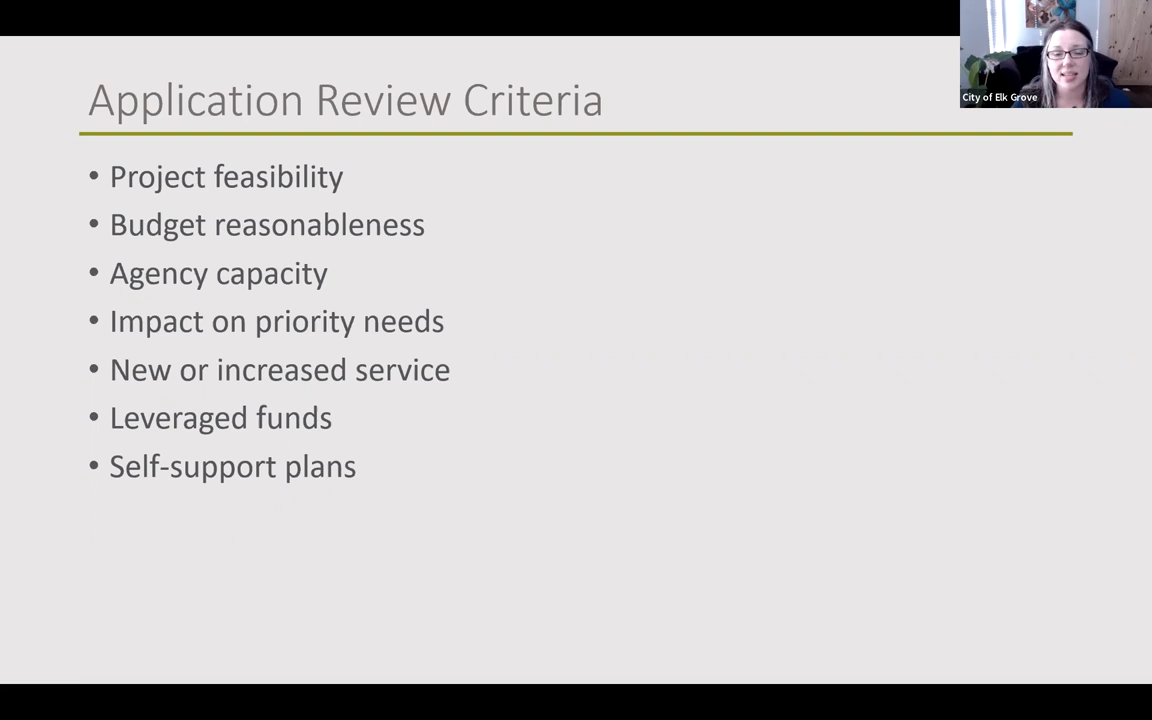 Application Review Criteria
City of Elk Grove
• Project feasibility
• Budget reasonableness
• Agency capacity
• Impact on priority needs
• New or increased service
• Leveraged funds
• Self-support plans